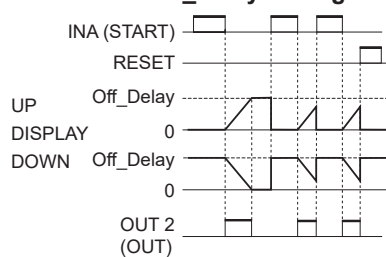 INA (START)
RESET
UP Off_Delay
DISPLAY 0
DOWN Off_Delay
0
OUT 2
(OUT)